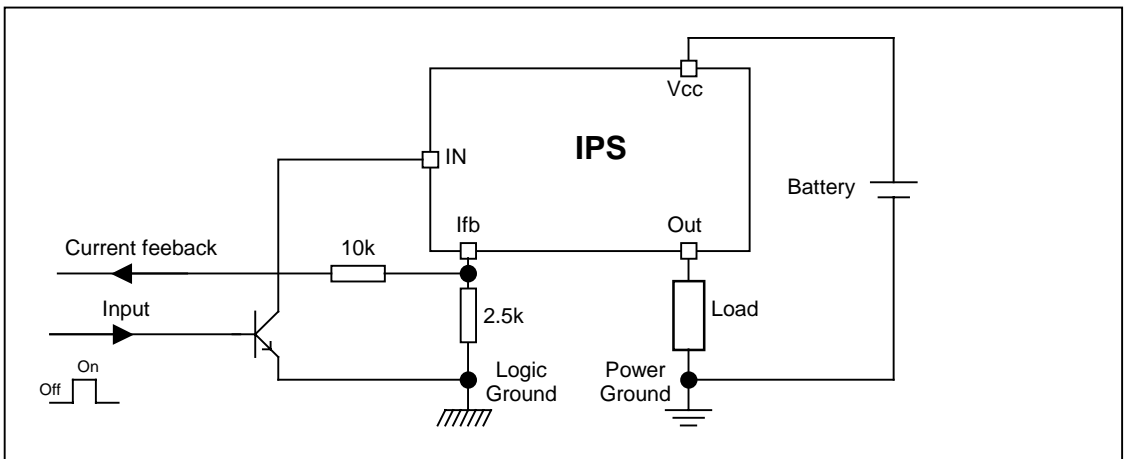 Vcc
IPS
IN
Battery
Ifb
Out
Current feeback
10k
Input
2.5k
Load
On
Off
Logic
Ground
Power
Ground